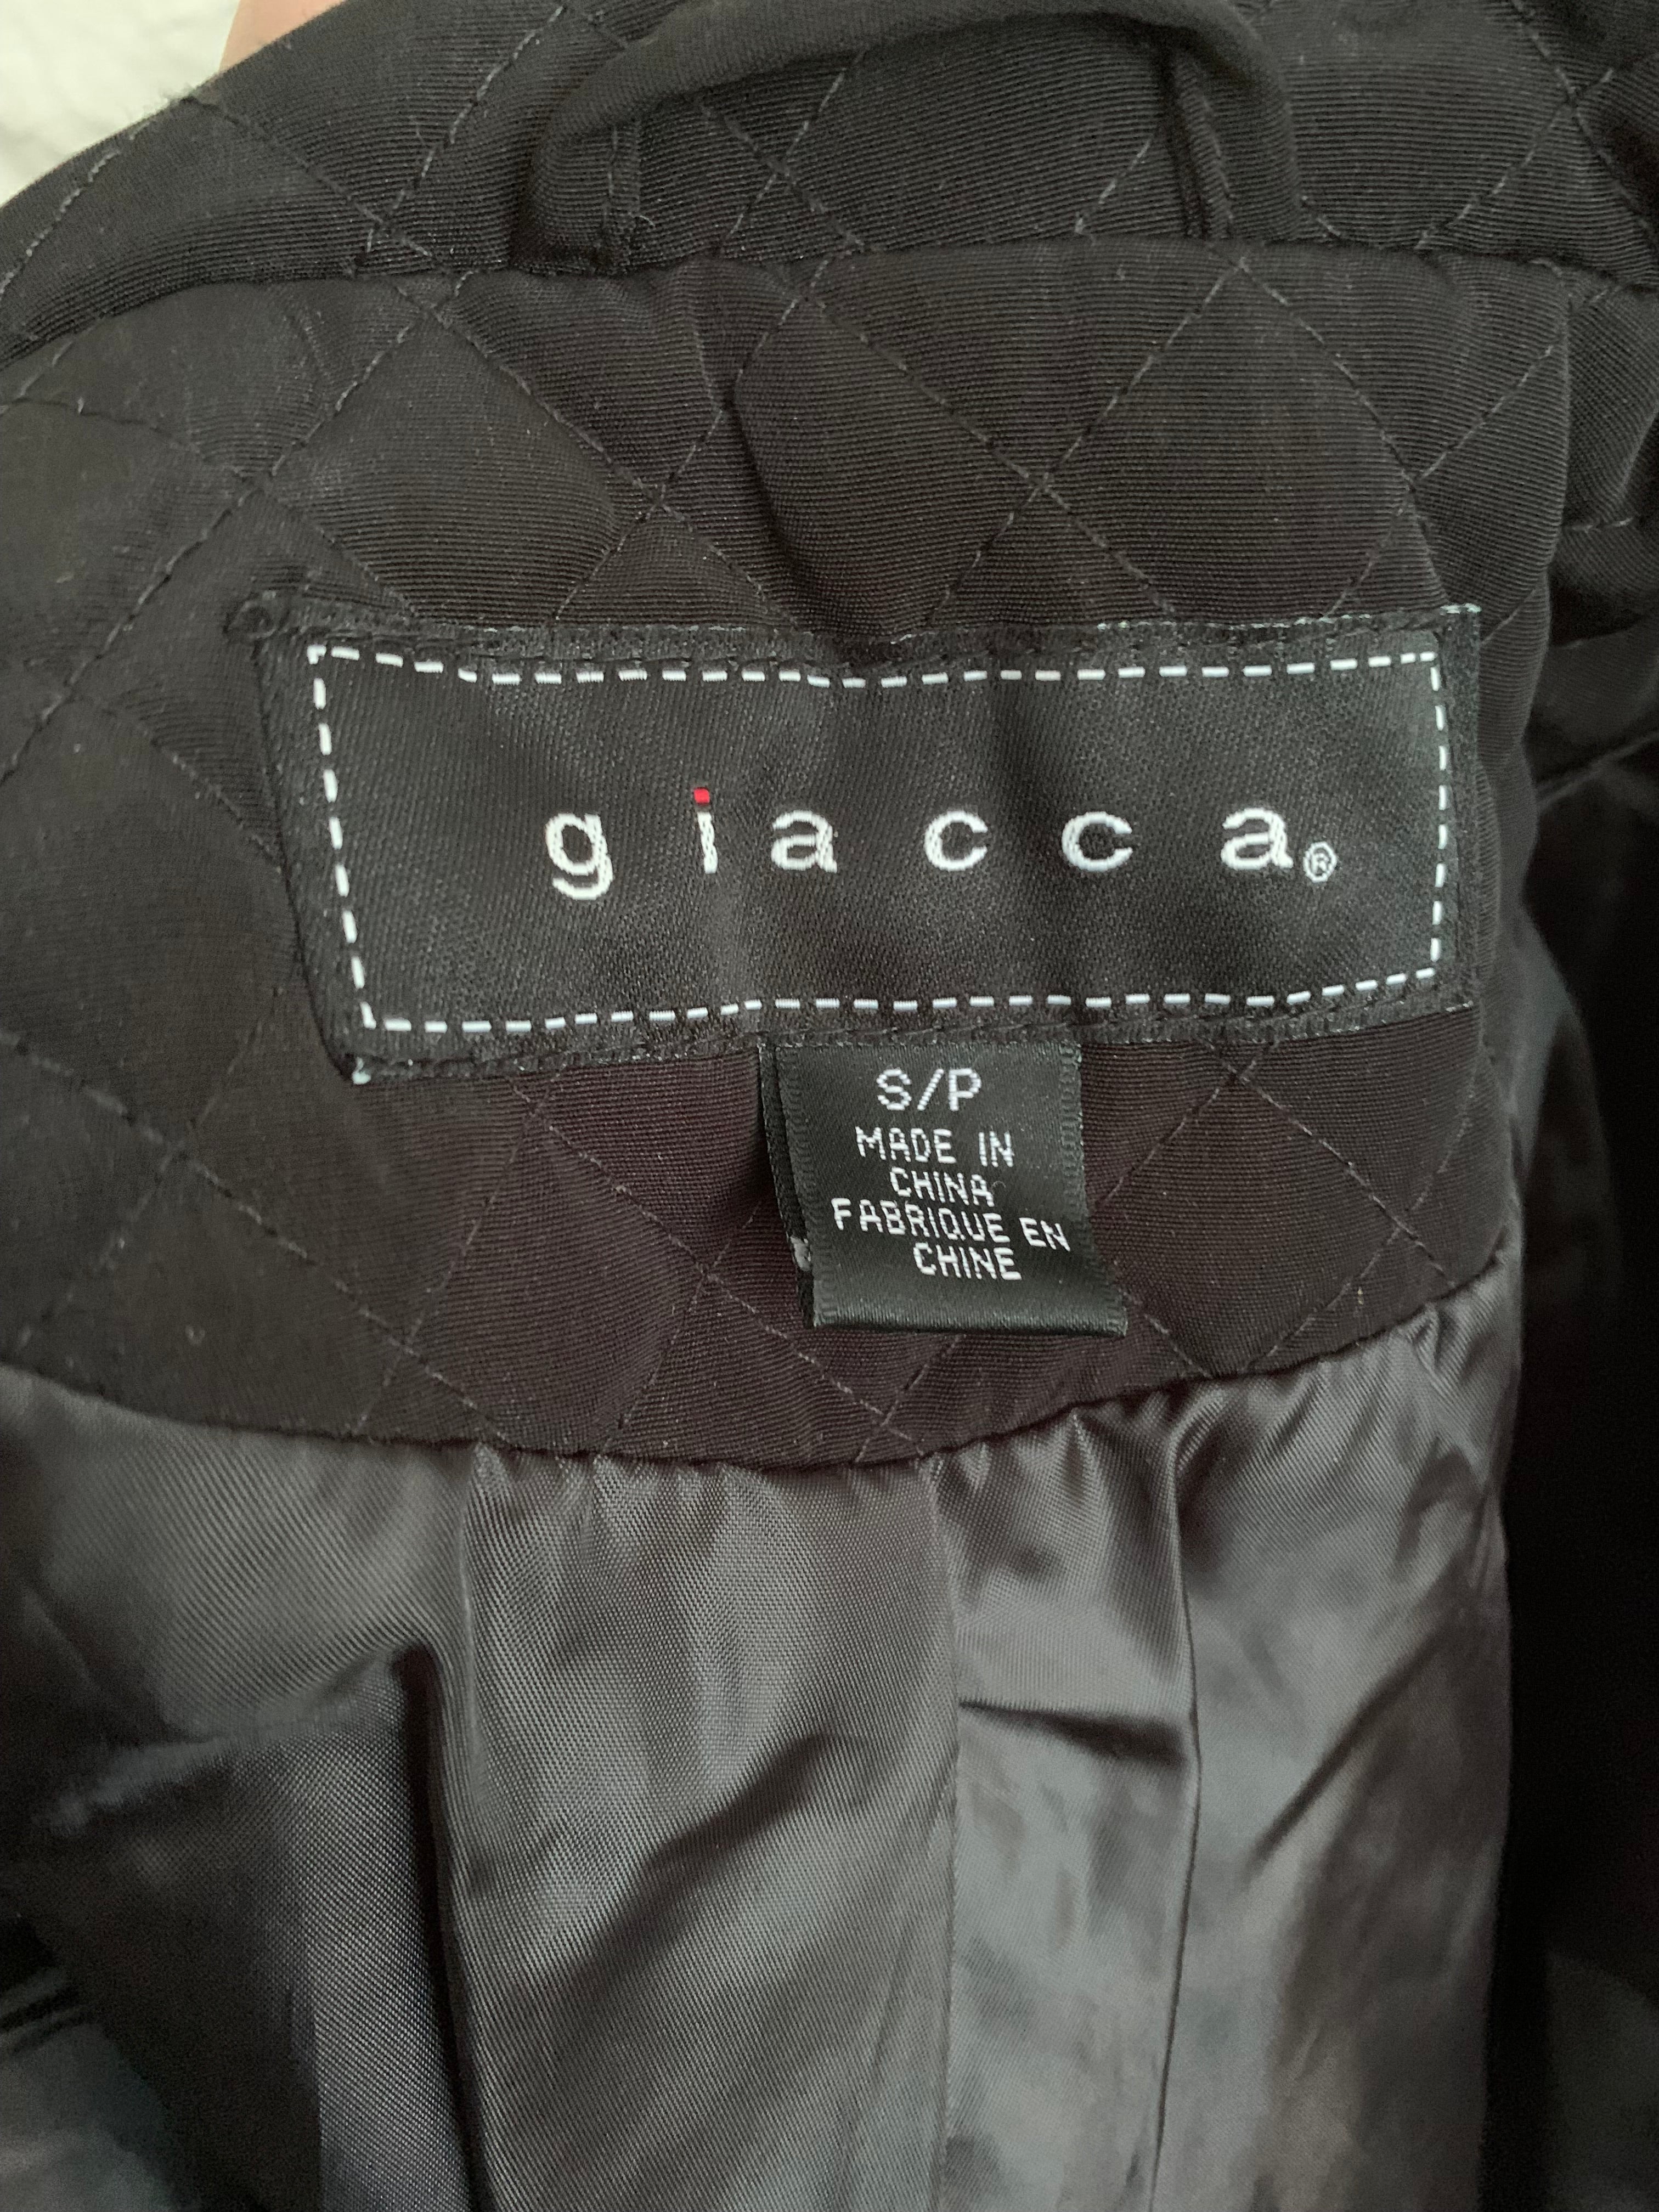 giacca®
S/P
MADE IN
CHINA
FABRIQUE EN
CHINE